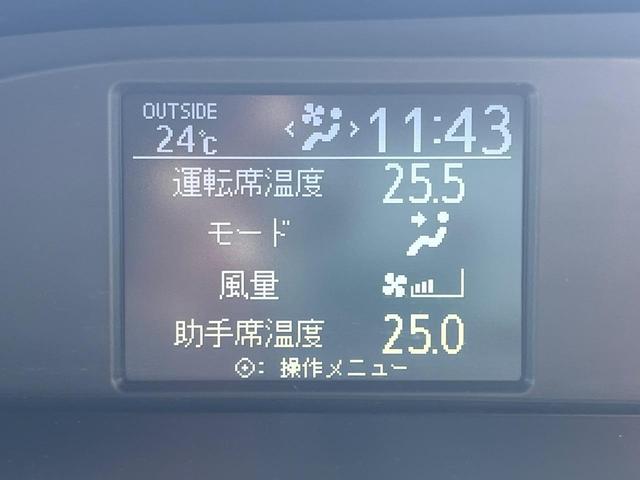 OUTSIDE
24℃ < > 11:43
運転席温度 25.5
モード
風量
助手席温度 25.0
: 操作メニュー